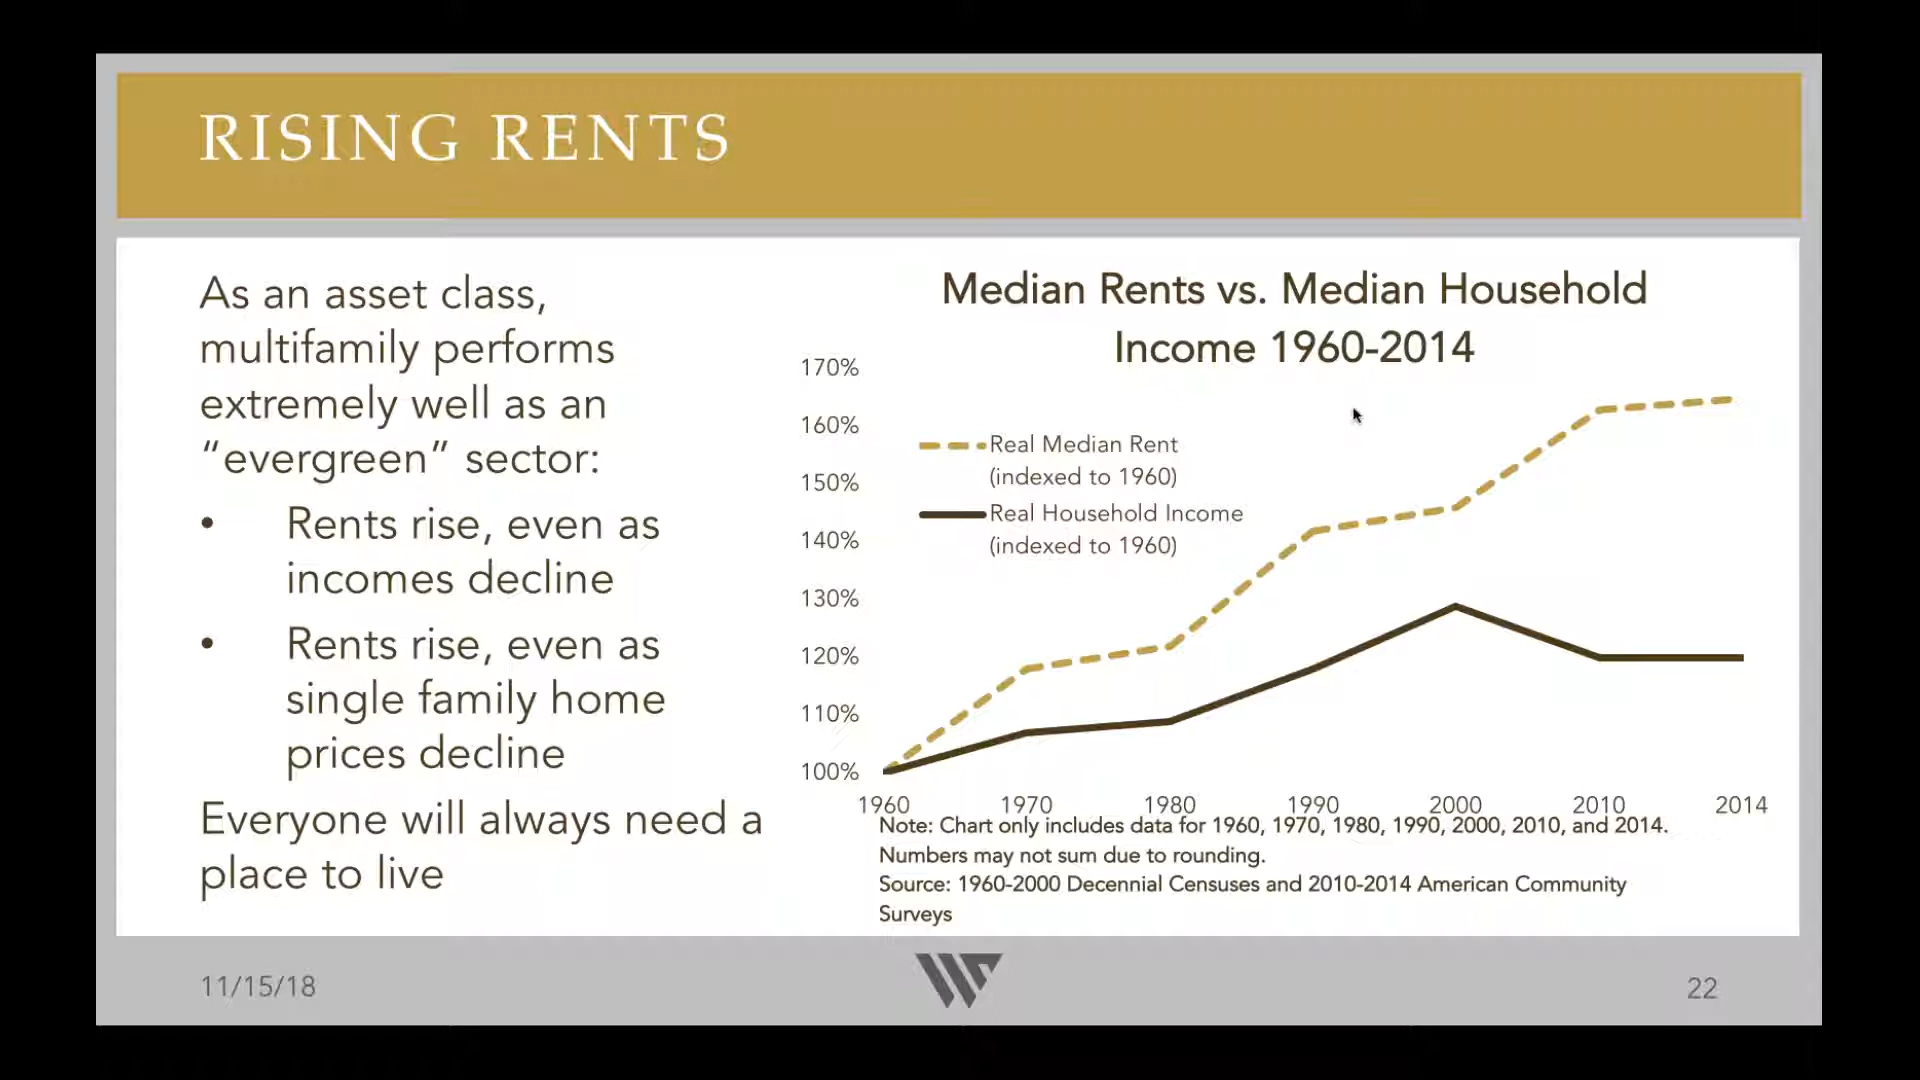 RISING RENTS
As an asset class,
multifamily performs
extremely well as an
“evergreen” sector:
• Rents rise, even as
incomes decline
• Rents rise, even as
single family home
prices decline
Everyone will always need a
place to live
Median Rents vs. Median Household
Income 1960-2014
170%
160%
150%
140%
130%
120%
110%
100%
Real Median Rent
(indexed to 1960)
Real Household Income
(indexed to 1960)
1960 1970 1980 1990 2000 2010 2014
Note: Chart only includes data for 1960, 1970, 1980, 1990, 2000, 2010, and 2014.
Numbers may not sum due to rounding.
Source: 1960-2000 Decennial Censuses and 2010-2014 American Community
Surveys
11/15/18
22